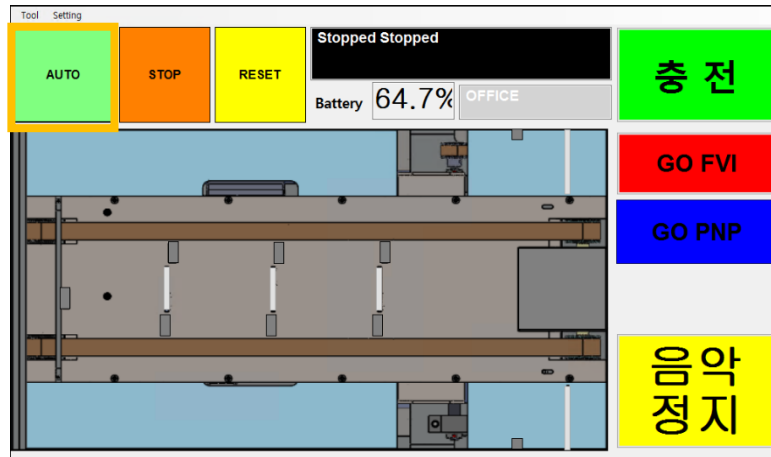 Tool Setting
AUTO
STOP
RESET
Stopped Stopped
Battery 64.7% OFFICE
충 전
GO FVI
GO PNP
음악
정지